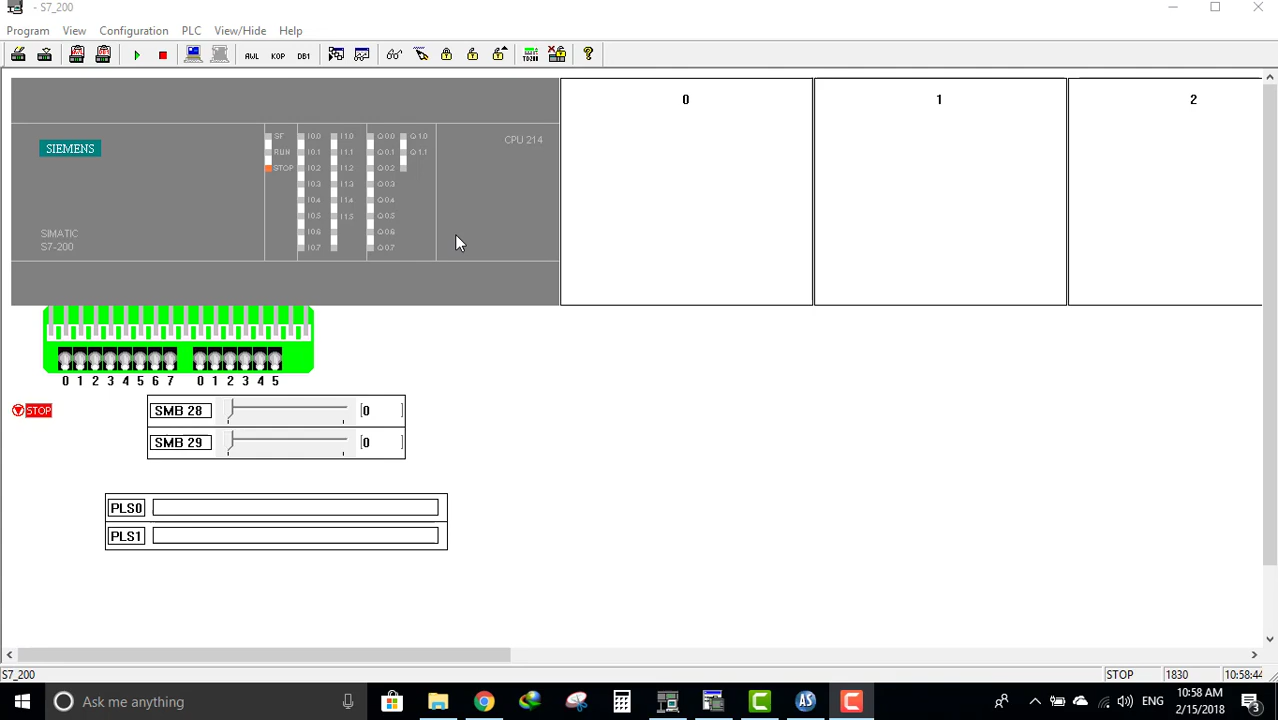 - S7_200
Program View Configuration PLC View/Hide Help
AWL KOP DB1 TD200
0 1 2
SIEMENS
CPU 214
SF I0.0 I1.0 Q0.0 Q1.0
RUN I0.1 I1.1 Q0.1 Q1.1
STOP I0.2 I1.2 Q0.2
I0.3 I1.3 Q0.3
I0.4 I1.4 Q0.4
I0.5 I1.5 Q0.5
I0.6 Q0.6
I0.7 Q0.7
SIMATIC
S7-200
0 1 2 3 4 5 6 7 0 1 2 3 4 5
STOP
SMB 28 [0 ]
SMB 29 [0 ]
PLS0
PLS1
S7_200 STOP 1830 10:58:44
Ask me anything
AS
ENG
10:58 AM
2/15/2018
3